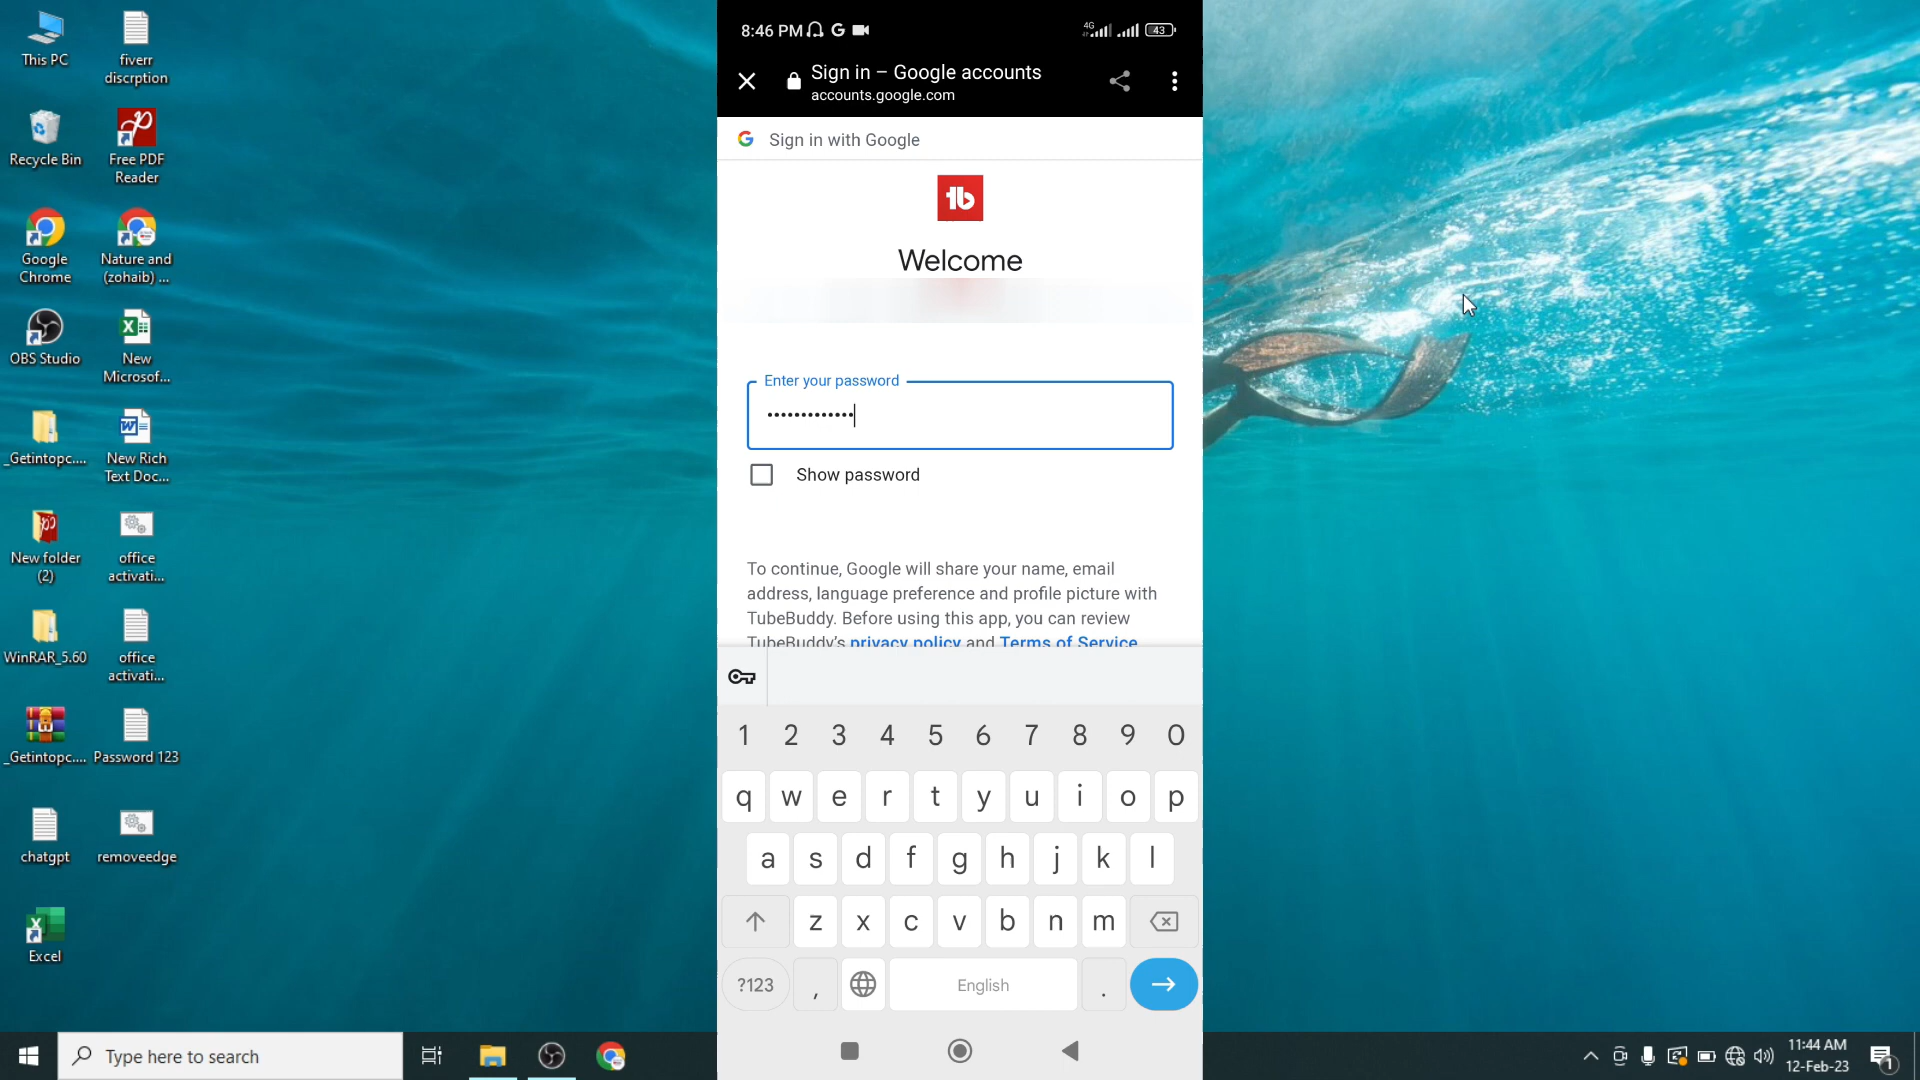 This PC
fiverr
discrption
Recycle Bin
Free PDF
Reader
Google
Chrome
Nature and
(zohaib) ...
OBS Studio
New
Microsof...
_Getintopc....
New Rich
Text Doc...
New folder
(2)
office
activati...
WinRAR_5.60
office
activati...
_Getintopc....
Password 123
chatgpt
removeedge
Excel
8:46 PM
4G
43
Sign in – Google accounts
accounts.google.com
Sign in with Google
Welcome
Enter your password
•••••••••••••
Show password
To continue, Google will share your name, email
address, language preference and profile picture with
TubeBuddy. Before using this app, you can review
TubeBuddy's privacy policy and Terms of Service
1 2 3 4 5 6 7 8 9 0
q w e r t y u i o p
a s d f g h j k l
z x c v b n m
?123 , English .
Type here to search
11:44 AM
12-Feb-23
1